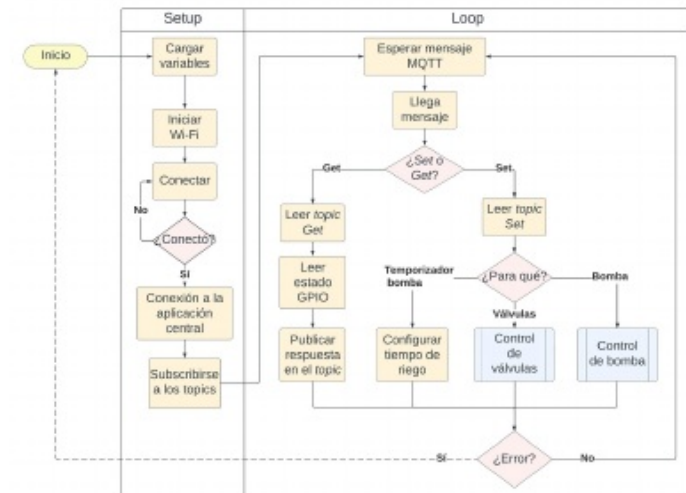 Setup
Loop
Inicio
Cargar
variables
Iniciar
Wi-Fi
Conectar
No
¿Conectó?
Sí
Conexión a la
aplicación
central
Subscribirse
a los topics
Esperar mensaje
MQTT
Llega
mensaje
¿Set o
Get?
Get
Set
Leer topic
Get
Leer
estado
GPIO
Publicar
respuesta
en el topic
Leer topic
Set
¿Para qué?
Temporizador
bomba
Válvulas
Bomba
Configurar
tiempo de
riego
Control
de
válvulas
Control
de bomba
¿Error?
Sí
No